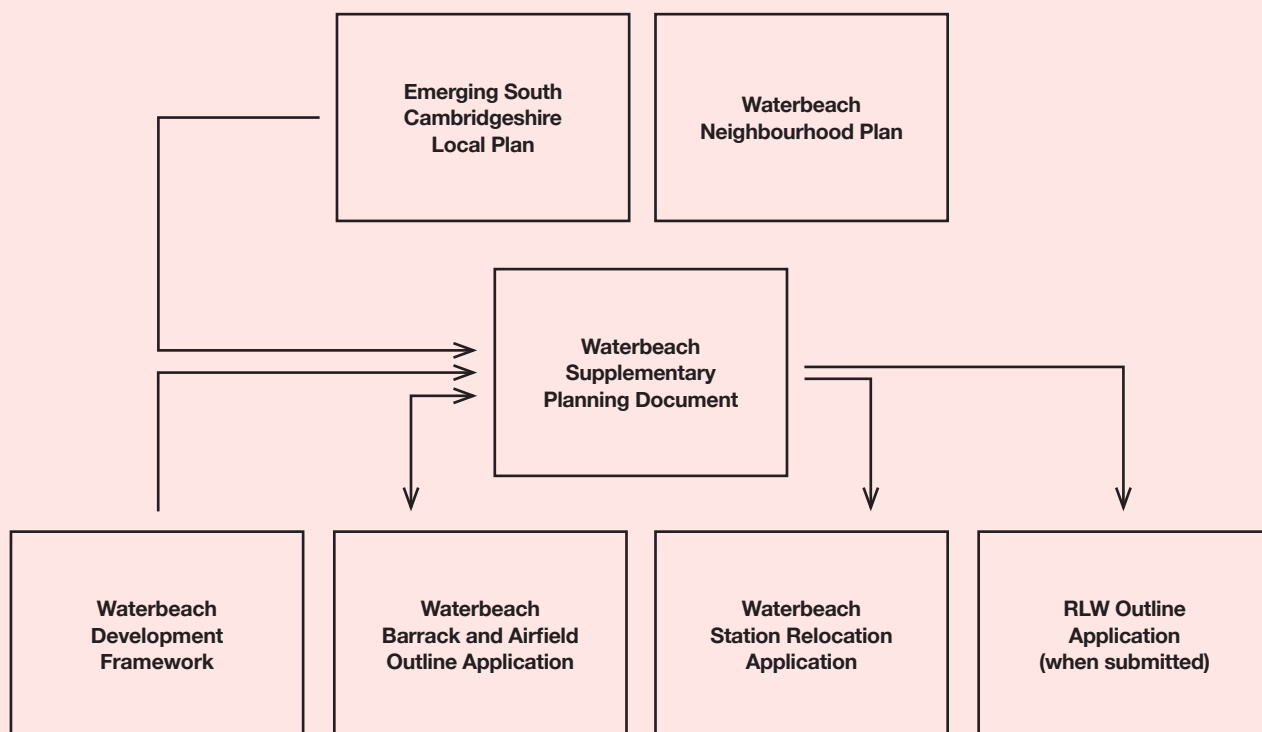 Emerging South
Cambridgeshire
Local Plan
Waterbeach
Neighbourhood Plan
Waterbeach
Supplementary
Planning Document
Waterbeach
Development
Framework
Waterbeach
Barrack and Airfield
Outline Application
Waterbeach
Station Relocation
Application
RLW Outline
Application
(when submitted)